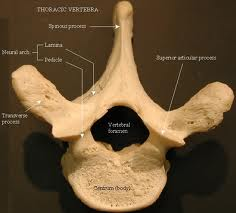 THORACIC VERTEBRA
Spinous process
Lamina
Neural arch
Pedicle
Superior articular process
Transverse
process
Vertebral
foramen
Centrum (body)